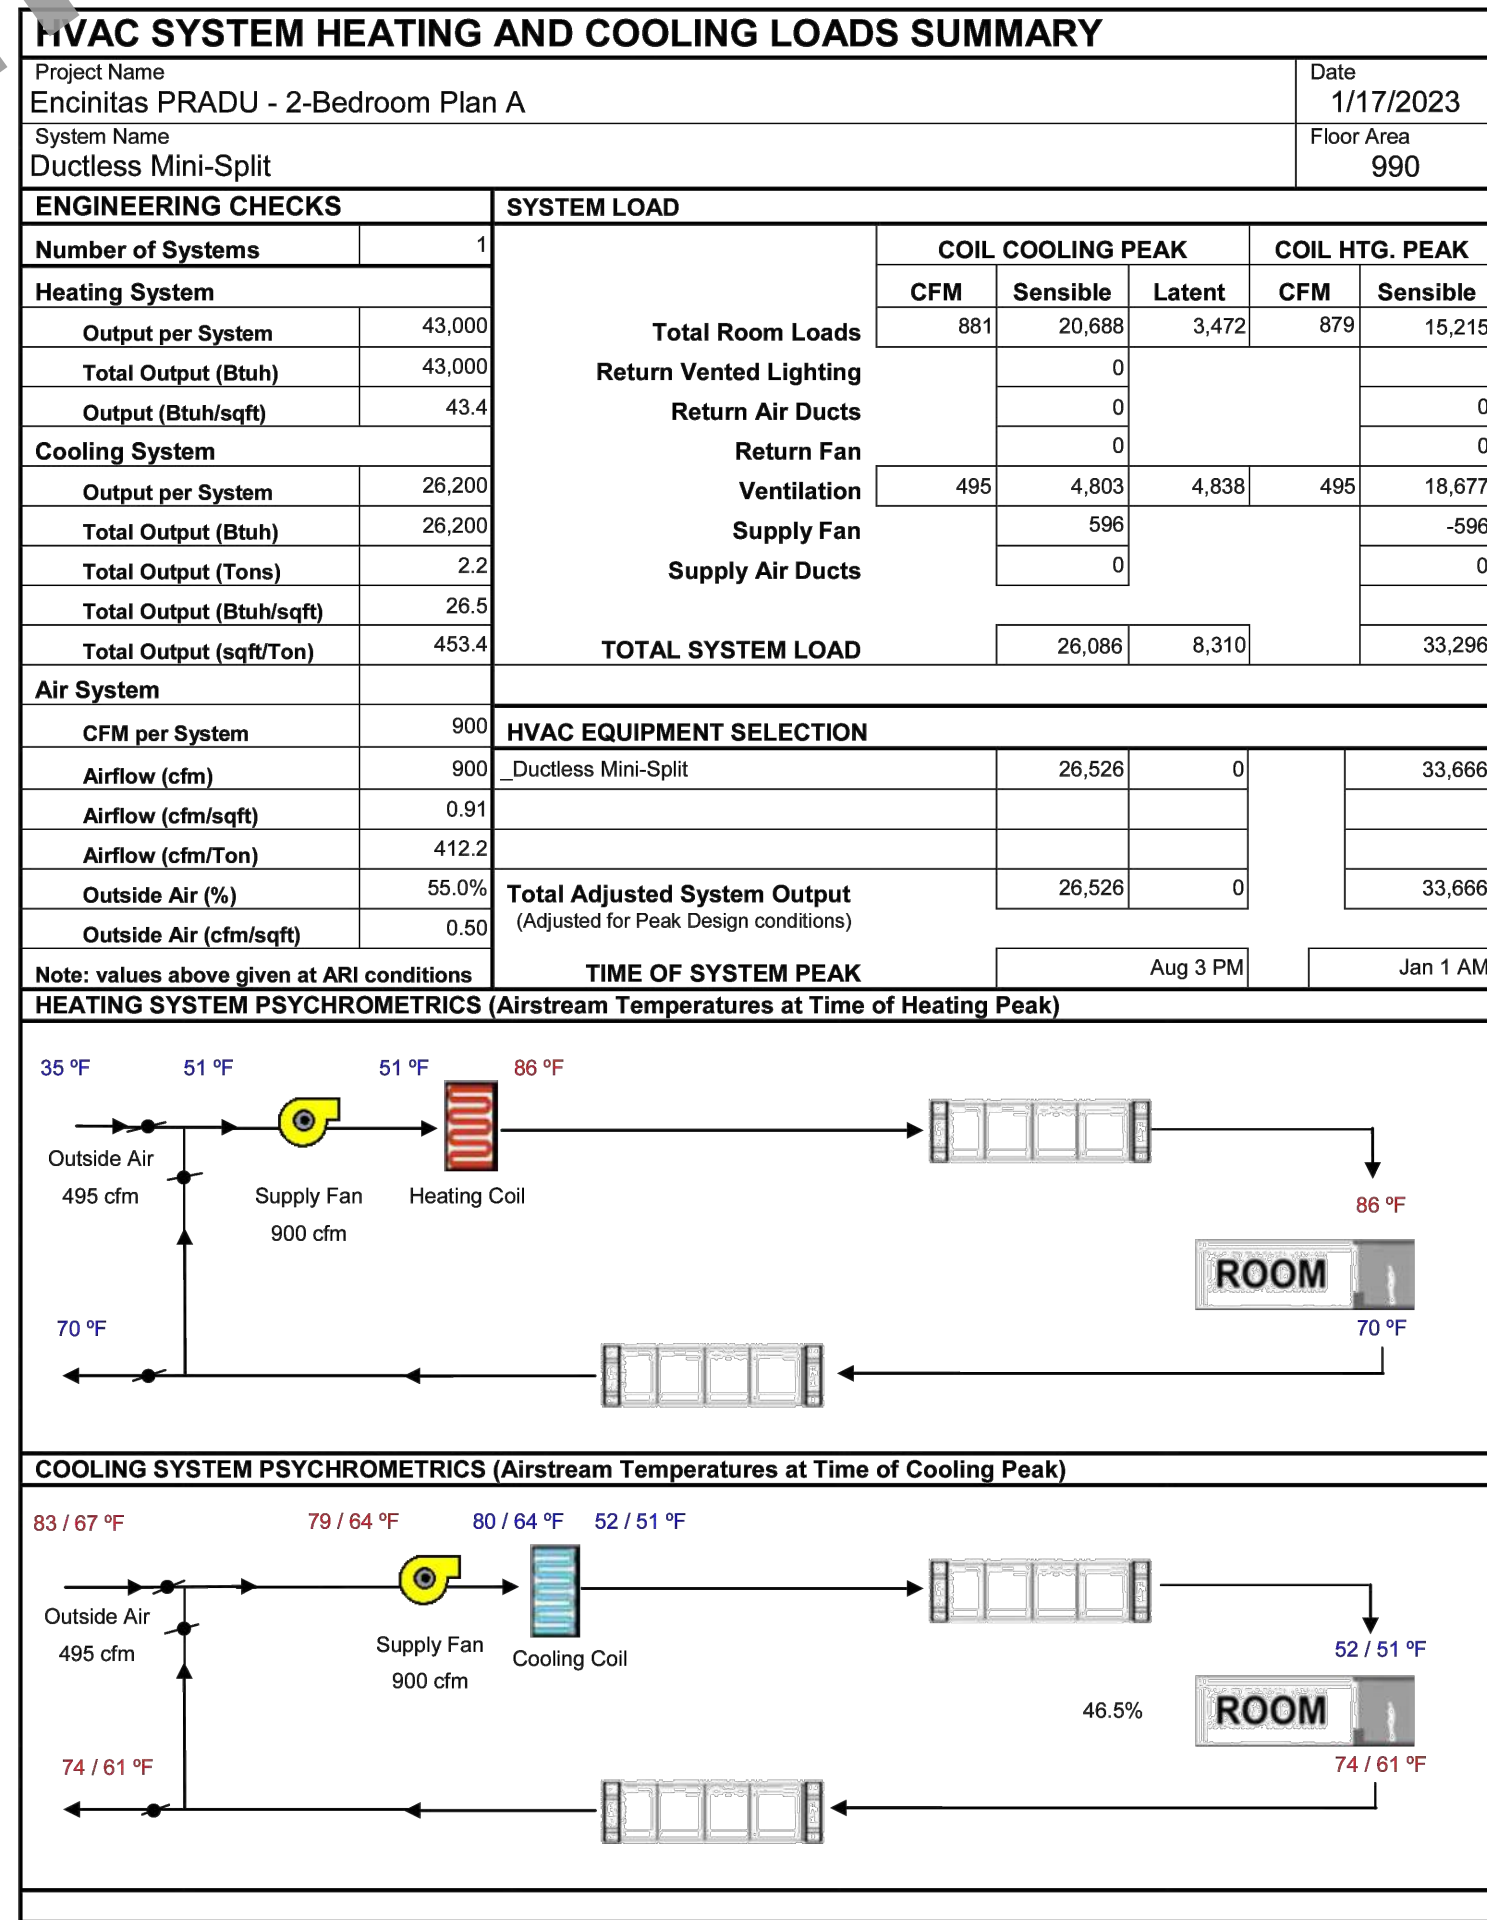 HVAC SYSTEM HEATING AND COOLING LOADS SUMMARY
Project Name
Encinitas PRADU - 2-Bedroom Plan A
Date
1/17/2023
System Name
Ductless Mini-Split
Floor Area
990
ENGINEERING CHECKS
SYSTEM LOAD
Number of Systems 1
Heating System
Output per System 43,000
Total Output (Btuh) 43,000
Output (Btuh/sqft) 43.4
Cooling System
Output per System 26,200
Total Output (Btuh) 26,200
Total Output (Tons) 2.2
Total Output (Btuh/sqft) 26.5
Total Output (sqft/Ton) 453.4
Air System
CFM per System 900
Airflow (cfm) 900
Airflow (cfm/sqft) 0.91
Airflow (cfm/Ton) 412.2
Outside Air (%) 55.0%
Outside Air (cfm/sqft) 0.50
Note: values above given at ARI conditions
COIL COOLING PEAK COIL HTG. PEAK
CFM Sensible Latent CFM Sensible
Total Room Loads 881 20,688 3,472 879 15,215
Return Vented Lighting 0
Return Air Ducts 0 0
Return Fan 0 0
Ventilation 495 4,803 4,838 495 18,677
Supply Fan 596 -596
Supply Air Ducts 0 0
TOTAL SYSTEM LOAD 26,086 8,310 33,296
HVAC EQUIPMENT SELECTION
_Ductless Mini-Split 26,526 0 33,666
Total Adjusted System Output 26,526 0 33,666
(Adjusted for Peak Design conditions)
TIME OF SYSTEM PEAK Aug 3 PM Jan 1 AM
HEATING SYSTEM PSYCHROMETRICS (Airstream Temperatures at Time of Heating Peak)
35 ºF 51 ºF 51 ºF 86 ºF
Outside Air
495 cfm
Supply Fan
900 cfm
Heating Coil
86 ºF
ROOM
70 ºF
70 ºF
COOLING SYSTEM PSYCHROMETRICS (Airstream Temperatures at Time of Cooling Peak)
83 / 67 ºF 79 / 64 ºF 80 / 64 ºF 52 / 51 ºF
Outside Air
495 cfm
Supply Fan
900 cfm
Cooling Coil
52 / 51 ºF
46.5%
ROOM
74 / 61 ºF
74 / 61 ºF